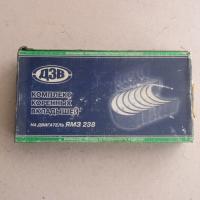 ДЗВ
КОМПЛЕКТ
КОРЕННЫХ
ВКЛАДЫШЕЙ
НА ДВИГАТЕЛЬ ЯМЗ 238